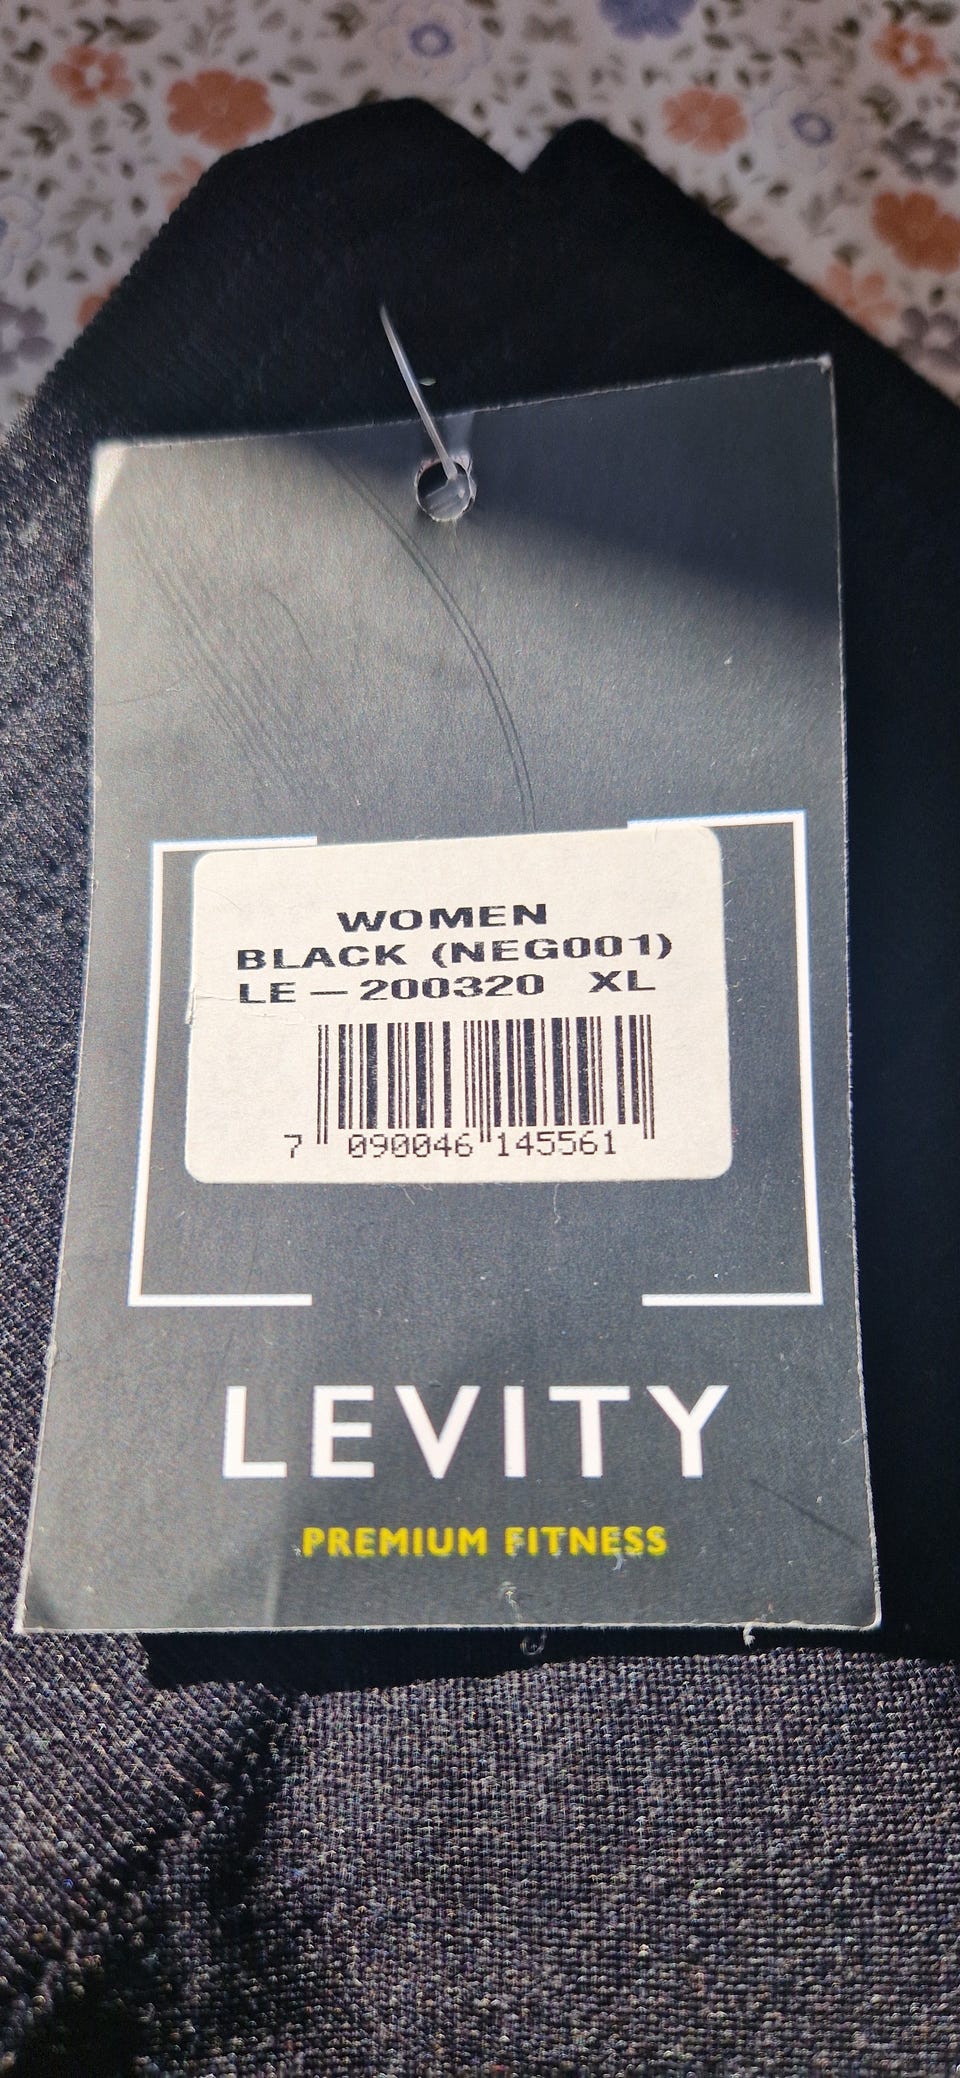 WOMEN
BLACK (NEG001)
LE – 200320 XL
7 090046 145561
LEVITY
PREMIUM FITNESS